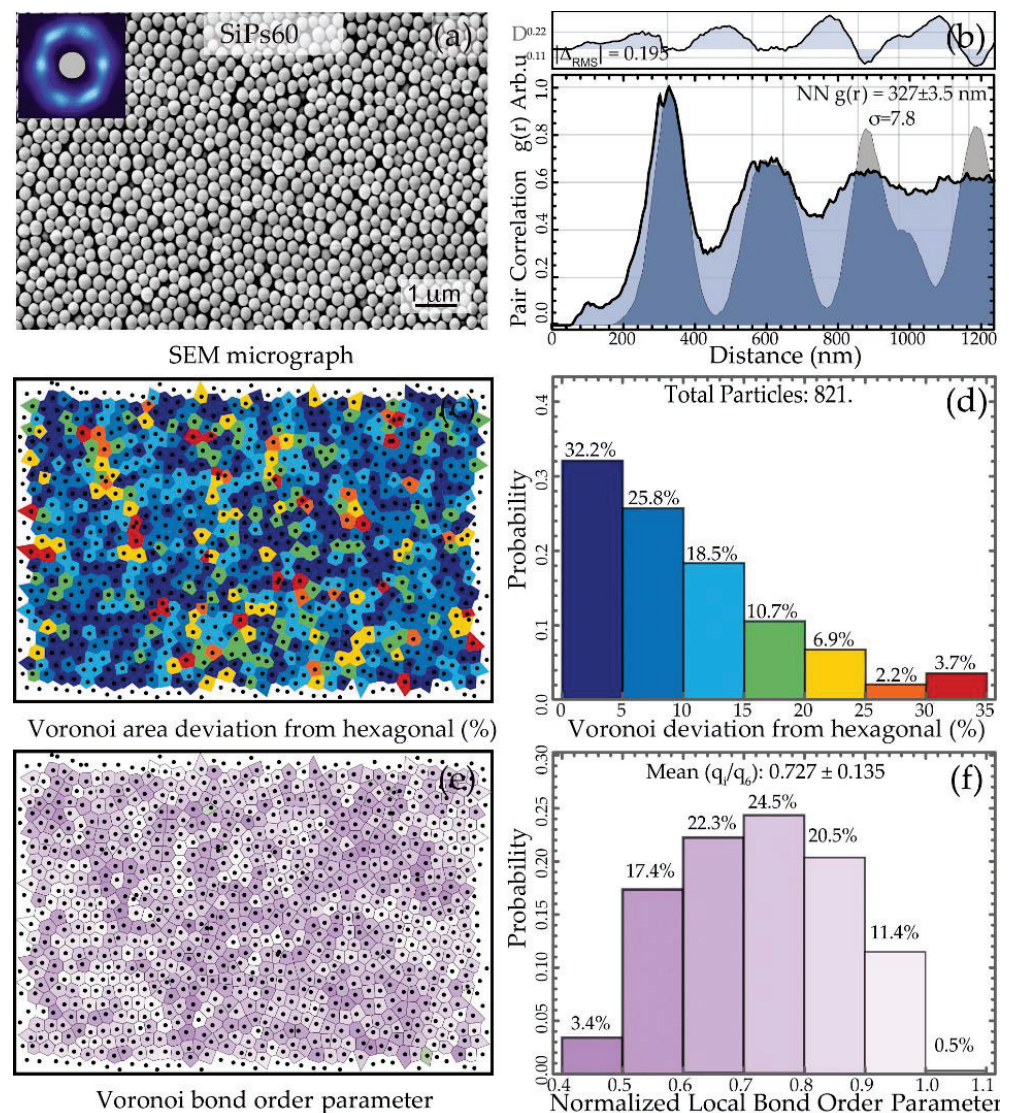 SiPs60
(a)
1 µm
SEM micrograph
(b)
D
0.22
0.11
|Δ_RMS| = 0.195
NN g(r) = 327±3.5 nm
σ=7.8
Pair Correlation g(r) Arb.u
1.0
0.8
0.6
0.4
0.2
0.0
0 200 400 600 800 1000 1200
Distance (nm)
(c)
Voronoi area deviation from hexagonal (%)
Total Particles: 821.
(d)
Probability
0.4
0.3
0.2
0.1
0.0
32.2%
25.8%
18.5%
10.7%
6.9%
2.2%
3.7%
0 5 10 15 20 25 30 35
Voronoi deviation from hexagonal (%)
(e)
Voronoi bond order parameter
Mean (qᵢ/q₆): 0.727 ± 0.135
(f)
Probability
0.30
0.25
0.20
0.15
0.10
0.05
0.00
3.4%
17.4%
22.3%
24.5%
20.5%
11.4%
0.5%
0.4 0.5 0.6 0.7 0.8 0.9 1.0 1.1
Normalized Local Bond Order Parameter